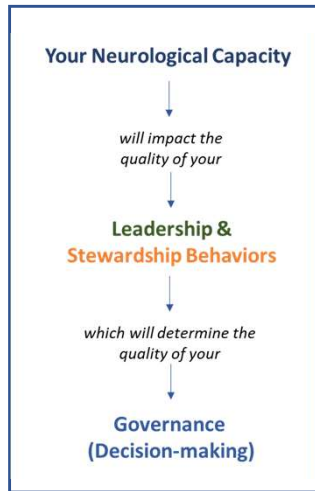 Your Neurological Capacity
will impact the
quality of your
Leadership &
Stewardship Behaviors
which will determine the
quality of your
Governance
(Decision-making)